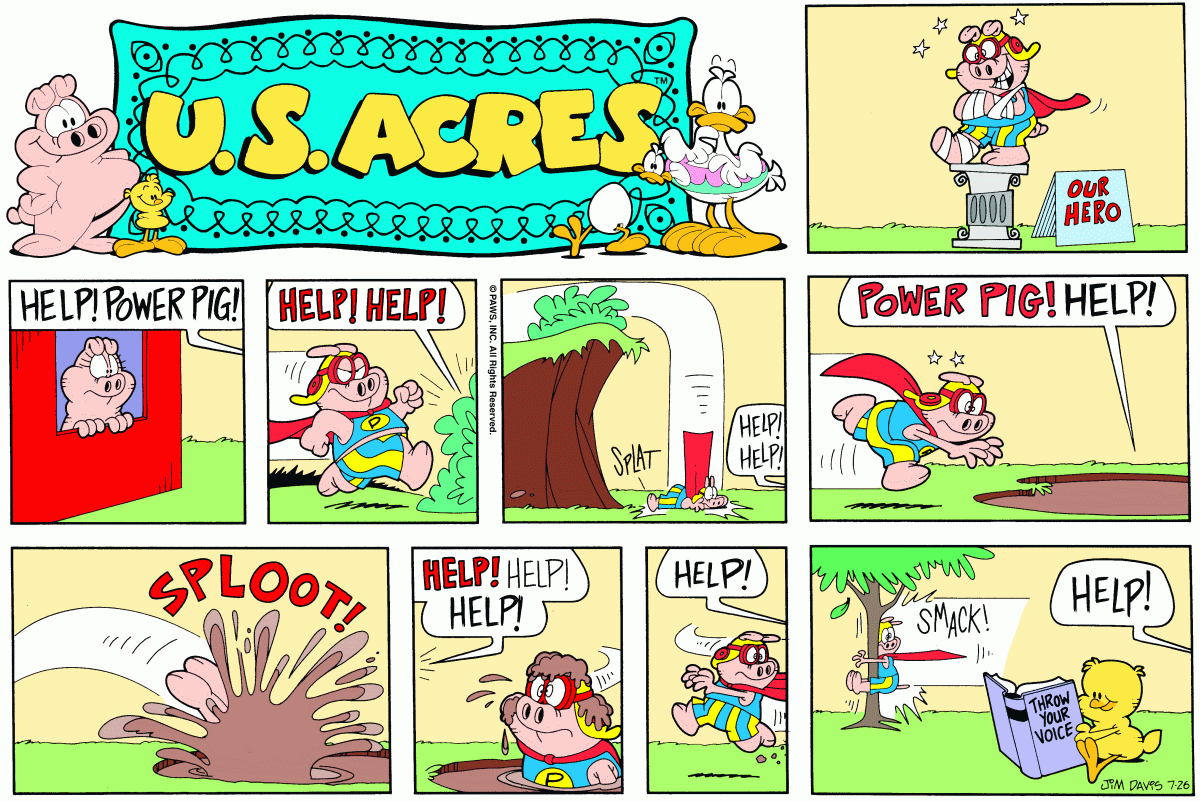 U.S. ACRES
TM
OUR
HERO
HELP! POWER PIG!
HELP! HELP!
© PAWS, INC. All Rights Reserved.
SPLAT
HELP!
HELP!
POWER PIG! HELP!
P
SPLOOT!
HELP! HELP!
HELP!
P
HELP!
SMACK!
HELP!
THROW
YOUR
VOICE
JIM DAVIS 7-26